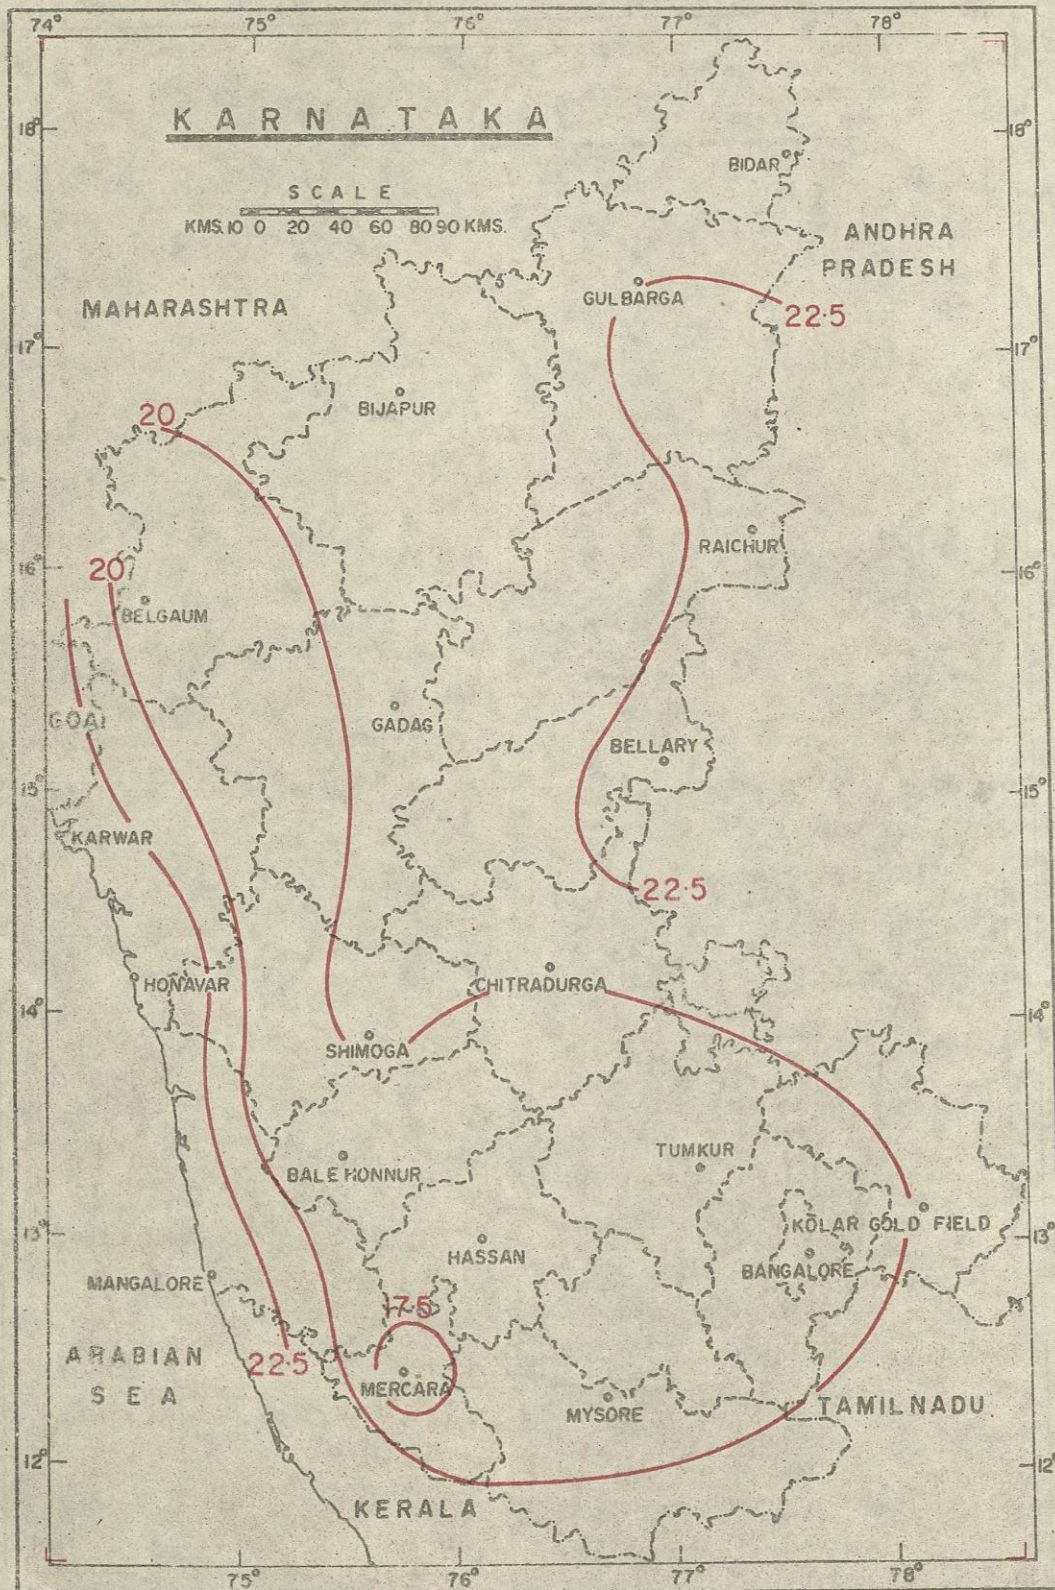 74° 75° 76° 77° 78°
KARNATAKA
18° 18°
BIDAR
SCALE
KMS.10 0 20 40 60 80 90 KMS.
ANDHRA
PRADESH
GULBARGA
MAHARASHTRA
22·5
17° 17°
BIJAPUR
20
RAICHUR
16° 20 16°
BELGAUM
GOA
GADAG
BELLARY
15° 15°
KARWAR
22·5
HONAVAR CHITRADURGA
14° 14°
SHIMOGA
TUMKUR
BALE HONNUR
KOLAR GOLD FIELD
13° 13°
HASSAN
BANGALORE
MANGALORE
17·5
ARABIAN
SEA
22·5
MERCARA
MYSORE
TAMILNADU
12° 12°
KERALA
75° 76° 77° 78°